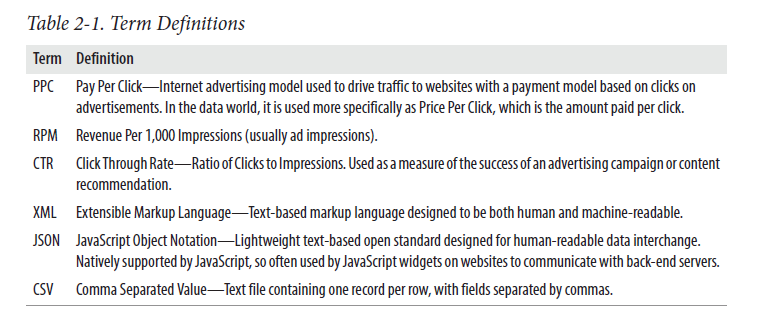 Table 2-1. Term Definitions
Term Definition
PPC Pay Per Click—Internet advertising model used to drive traffic to websites with a payment model based on clicks on
advertisements. In the data world, it is used more specifically as Price Per Click, which is the amount paid per click.
RPM Revenue Per 1,000 Impressions (usually ad impressions).
CTR Click Through Rate—Ratio of Clicks to Impressions. Used as a measure of the success of an advertising campaign or content
recommendation.
XML Extensible Markup Language—Text-based markup language designed to be both human and machine-readable.
JSON JavaScript Object Notation—Lightweight text-based open standard designed for human-readable data interchange.
Natively supported by JavaScript, so often used by JavaScript widgets on websites to communicate with back-end servers.
CSV Comma Separated Value—Text file containing one record per row, with fields separated by commas.